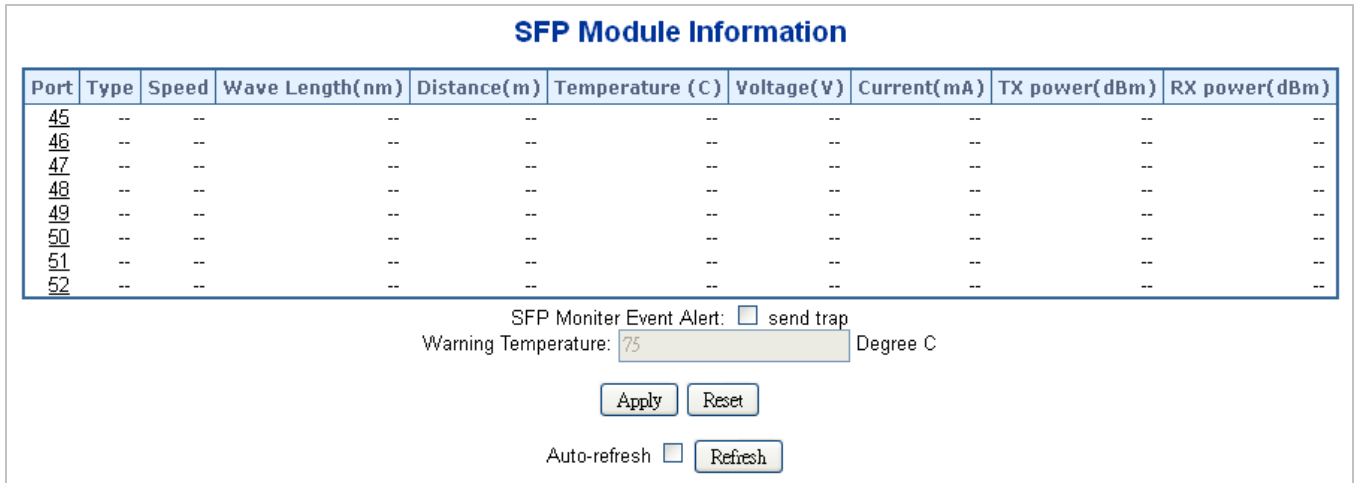 SFP Module Information
Port Type Speed Wave Length(nm) Distance(m) Temperature (C) Voltage(V) Current(mA) TX power(dBm) RX power(dBm)
45 -- -- -- -- -- -- -- -- --
46 -- -- -- -- -- -- -- -- --
47 -- -- -- -- -- -- -- -- --
48 -- -- -- -- -- -- -- -- --
49 -- -- -- -- -- -- -- -- --
50 -- -- -- -- -- -- -- -- --
51 -- -- -- -- -- -- -- -- --
52 -- -- -- -- -- -- -- -- --
SFP Moniter Event Alert: send trap
Warning Temperature: 75 Degree C
Apply Reset
Auto-refresh Refresh